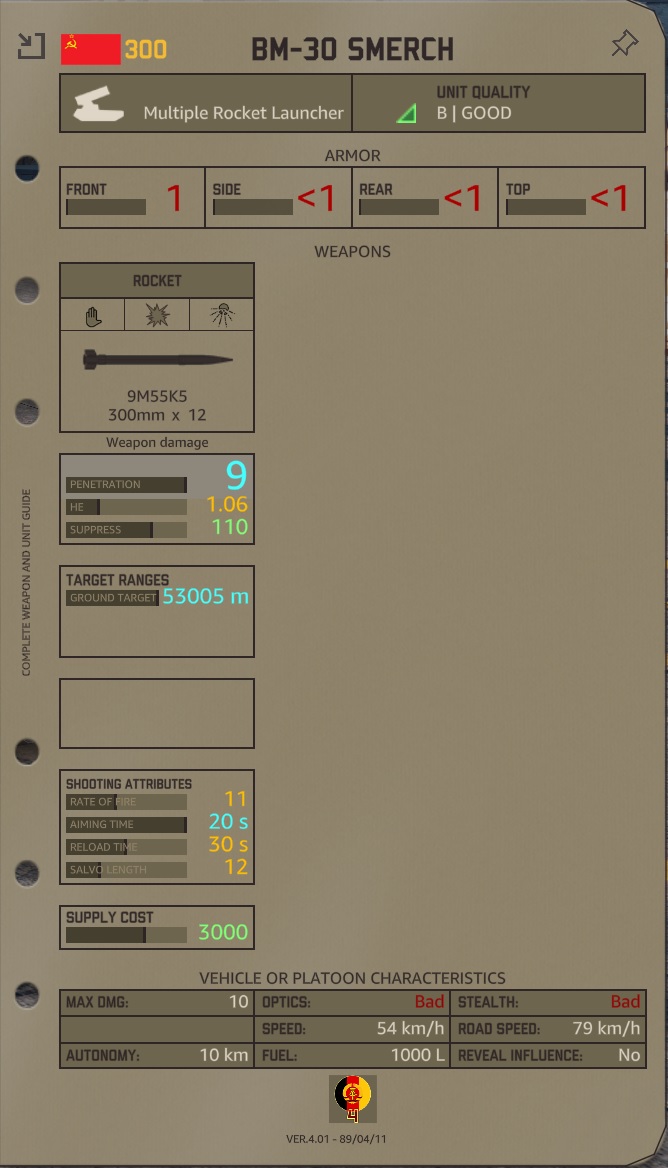 300 BM-30 SMERCH
Multiple Rocket Launcher
UNIT QUALITY
B | GOOD
ARMOR
FRONT 1 SIDE <1 REAR <1 TOP <1
WEAPONS
ROCKET
9M55K5
300mm x 12
Weapon damage
PENETRATION 9
HE 1.06
SUPPRESS 110
TARGET RANGES
GROUND TARGET 53005 m
COMPLETE WEAPON AND UNIT GUIDE
SHOOTING ATTRIBUTES
RATE OF FIRE 11
AIMING TIME 20 s
RELOAD TIME 30 s
SALVO LENGTH 12
SUPPLY COST
3000
VEHICLE OR PLATOON CHARACTERISTICS
MAX DMG: 10 OPTICS: Bad STEALTH: Bad
SPEED: 54 km/h ROAD SPEED: 79 km/h
AUTONOMY: 10 km FUEL: 1000 L REVEAL INFLUENCE: No
4
VER.4.01 - 89/04/11